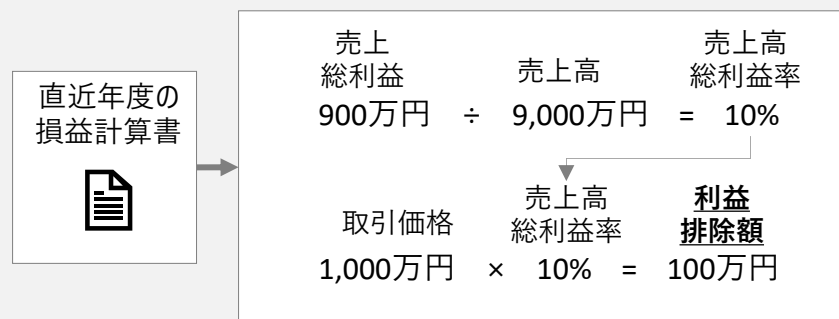 直近年度の
損益計算書
売上
総利益
売上高
売上高
総利益率
900万円 ÷ 9,000万円 = 10%
取引価格
売上高
総利益率
利益
排除額
1,000万円 × 10% = 100万円